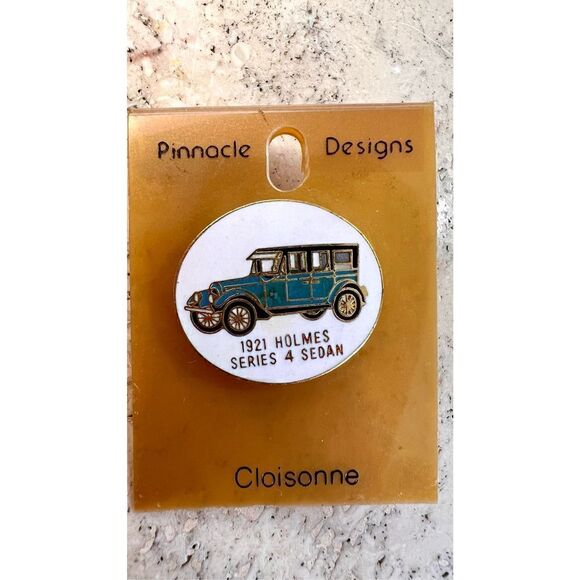 Pinnacle Designs
1921 HOLMES
SERIES 4 SEDAN
Cloisonne